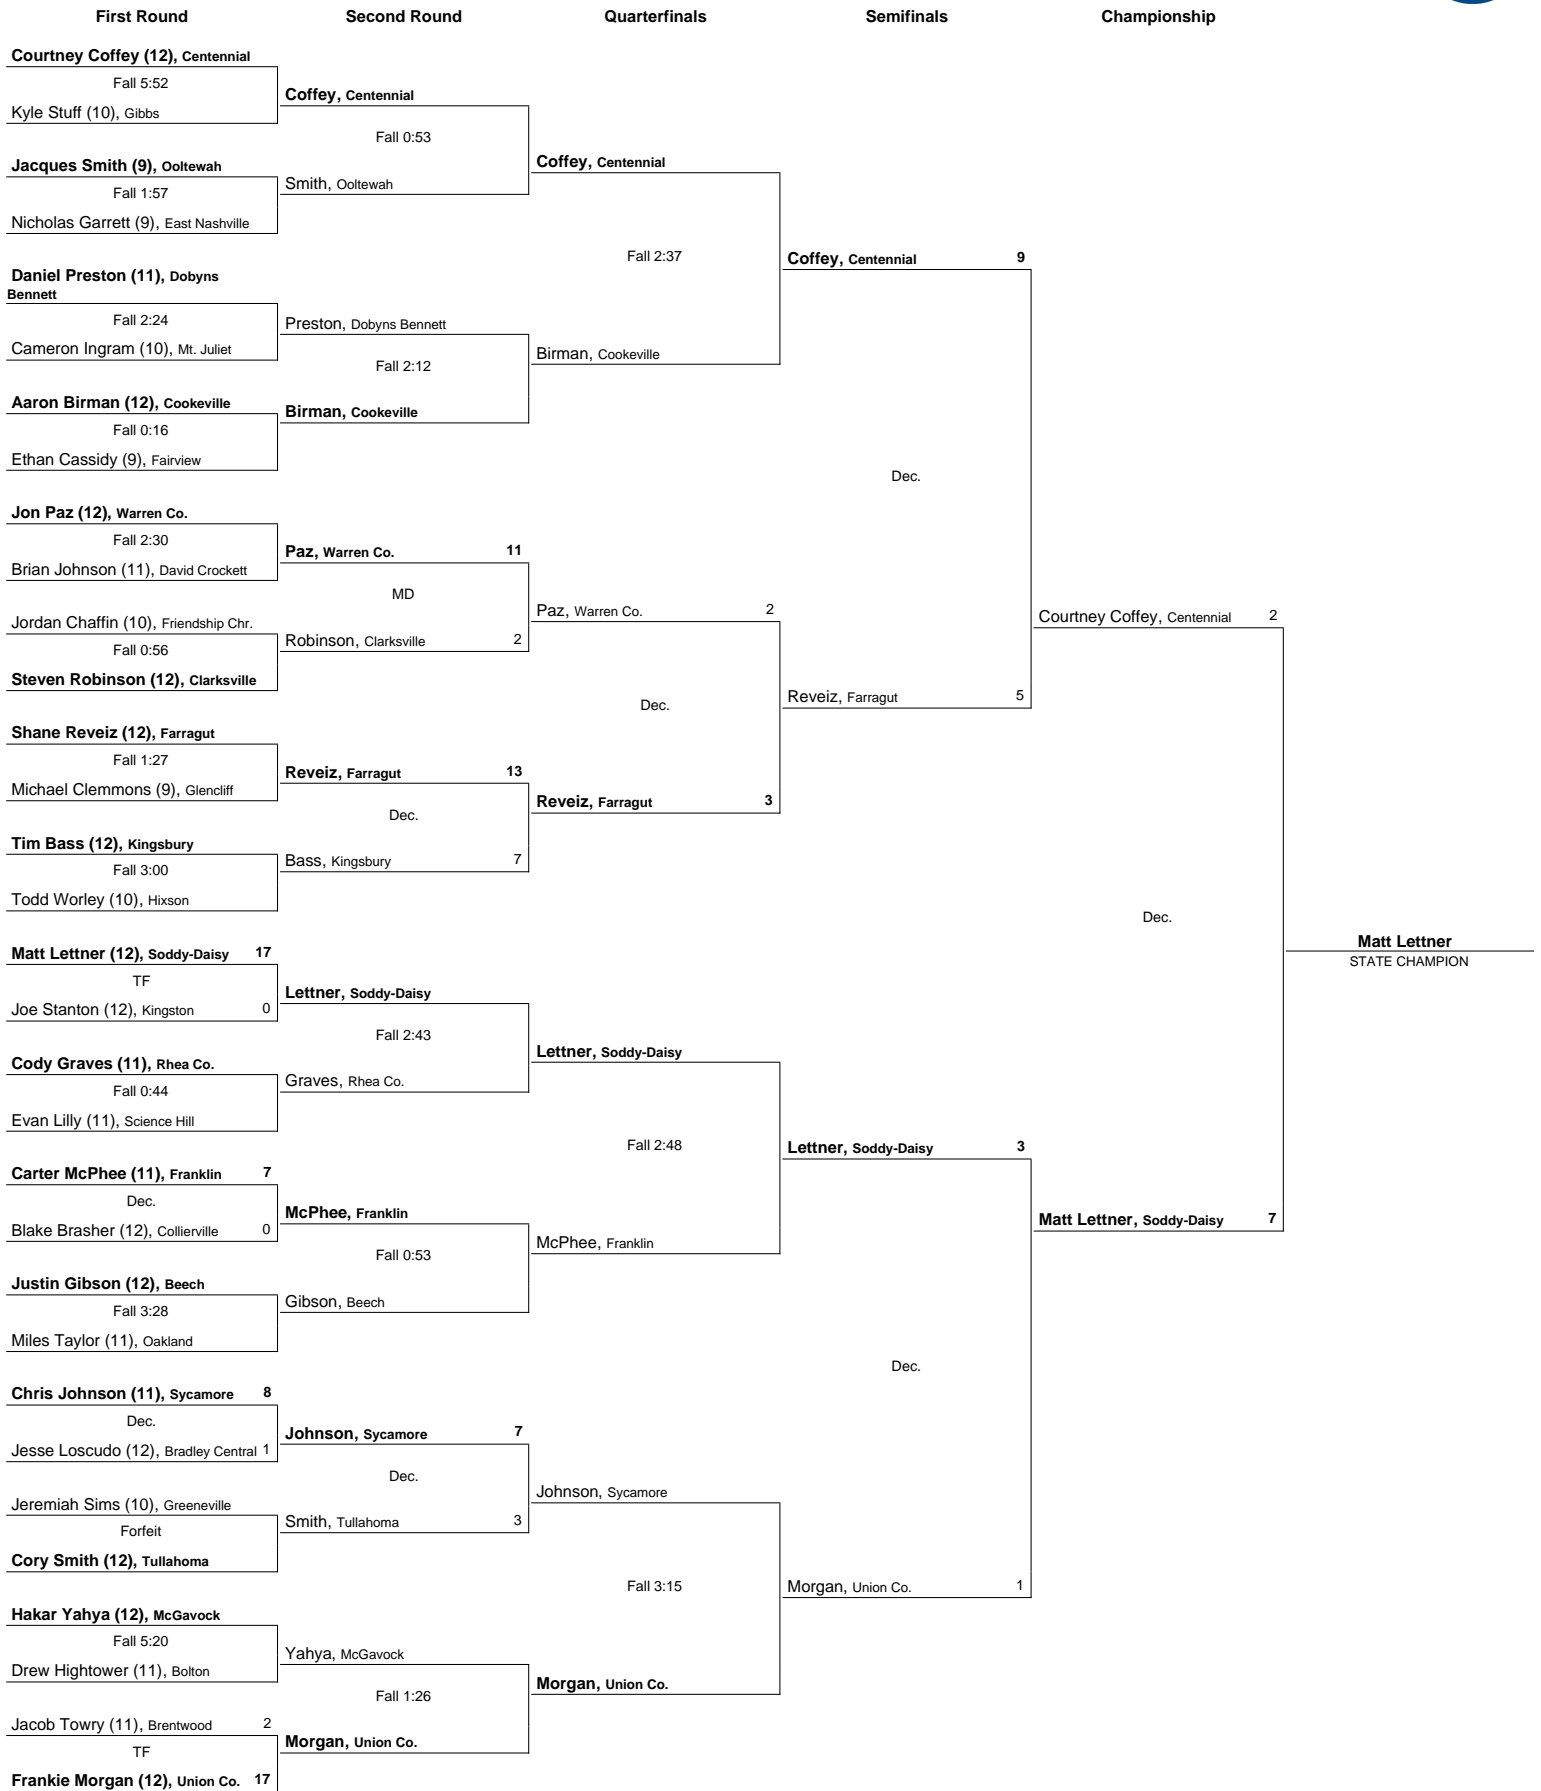 First Round
Second Round
Quarterfinals
Semifinals
Championship
Courtney Coffey (12), Centennial
Fall 5:52
Kyle Stuff (10), Gibbs
Jacques Smith (9), Ooltewah
Fall 1:57
Nicholas Garrett (9), East Nashville
Daniel Preston (11), Dobyns
Bennett
Fall 2:24
Cameron Ingram (10), Mt. Juliet
Aaron Birman (12), Cookeville
Fall 0:16
Ethan Cassidy (9), Fairview
Jon Paz (12), Warren Co.
Fall 2:30
Brian Johnson (11), David Crockett
Jordan Chaffin (10), Friendship Chr.
Fall 0:56
Steven Robinson (12), Clarksville
Shane Reveiz (12), Farragut
Fall 1:27
Michael Clemmons (9), Glencliff
Tim Bass (12), Kingsbury
Fall 3:00
Todd Worley (10), Hixson
Matt Lettner (12), Soddy-Daisy 17
TF
Joe Stanton (12), Kingston 0
Cody Graves (11), Rhea Co.
Fall 0:44
Evan Lilly (11), Science Hill
Carter McPhee (11), Franklin 7
Dec.
Blake Brasher (12), Collierville 0
Justin Gibson (12), Beech
Fall 3:28
Miles Taylor (11), Oakland
Chris Johnson (11), Sycamore 8
Dec.
Jesse Loscudo (12), Bradley Central 1
Jeremiah Sims (10), Greeneville
Forfeit
Cory Smith (12), Tullahoma
Hakar Yahya (12), McGavock
Fall 5:20
Drew Hightower (11), Bolton
Jacob Towry (11), Brentwood 2
TF
Frankie Morgan (12), Union Co. 17
Coffey, Centennial
Fall 0:53
Smith, Ooltewah
Preston, Dobyns Bennett
Fall 2:12
Birman, Cookeville
Paz, Warren Co. 11
MD
Robinson, Clarksville 2
Reveiz, Farragut 13
Dec.
Bass, Kingsbury 7
Lettner, Soddy-Daisy
Fall 2:43
Graves, Rhea Co.
McPhee, Franklin
Fall 0:53
Gibson, Beech
Johnson, Sycamore 7
Dec.
Smith, Tullahoma 3
Yahya, McGavock
Fall 1:26
Morgan, Union Co.
Coffey, Centennial
Fall 2:37
Birman, Cookeville
Paz, Warren Co. 2
Dec.
Reveiz, Farragut 3
Lettner, Soddy-Daisy
Fall 2:48
McPhee, Franklin
Johnson, Sycamore
Fall 3:15
Morgan, Union Co.
Coffey, Centennial 9
Dec.
Reveiz, Farragut 5
Lettner, Soddy-Daisy 3
Dec.
Morgan, Union Co. 1
Courtney Coffey, Centennial 2
Dec.
Matt Lettner, Soddy-Daisy 7
Matt Lettner
STATE CHAMPION